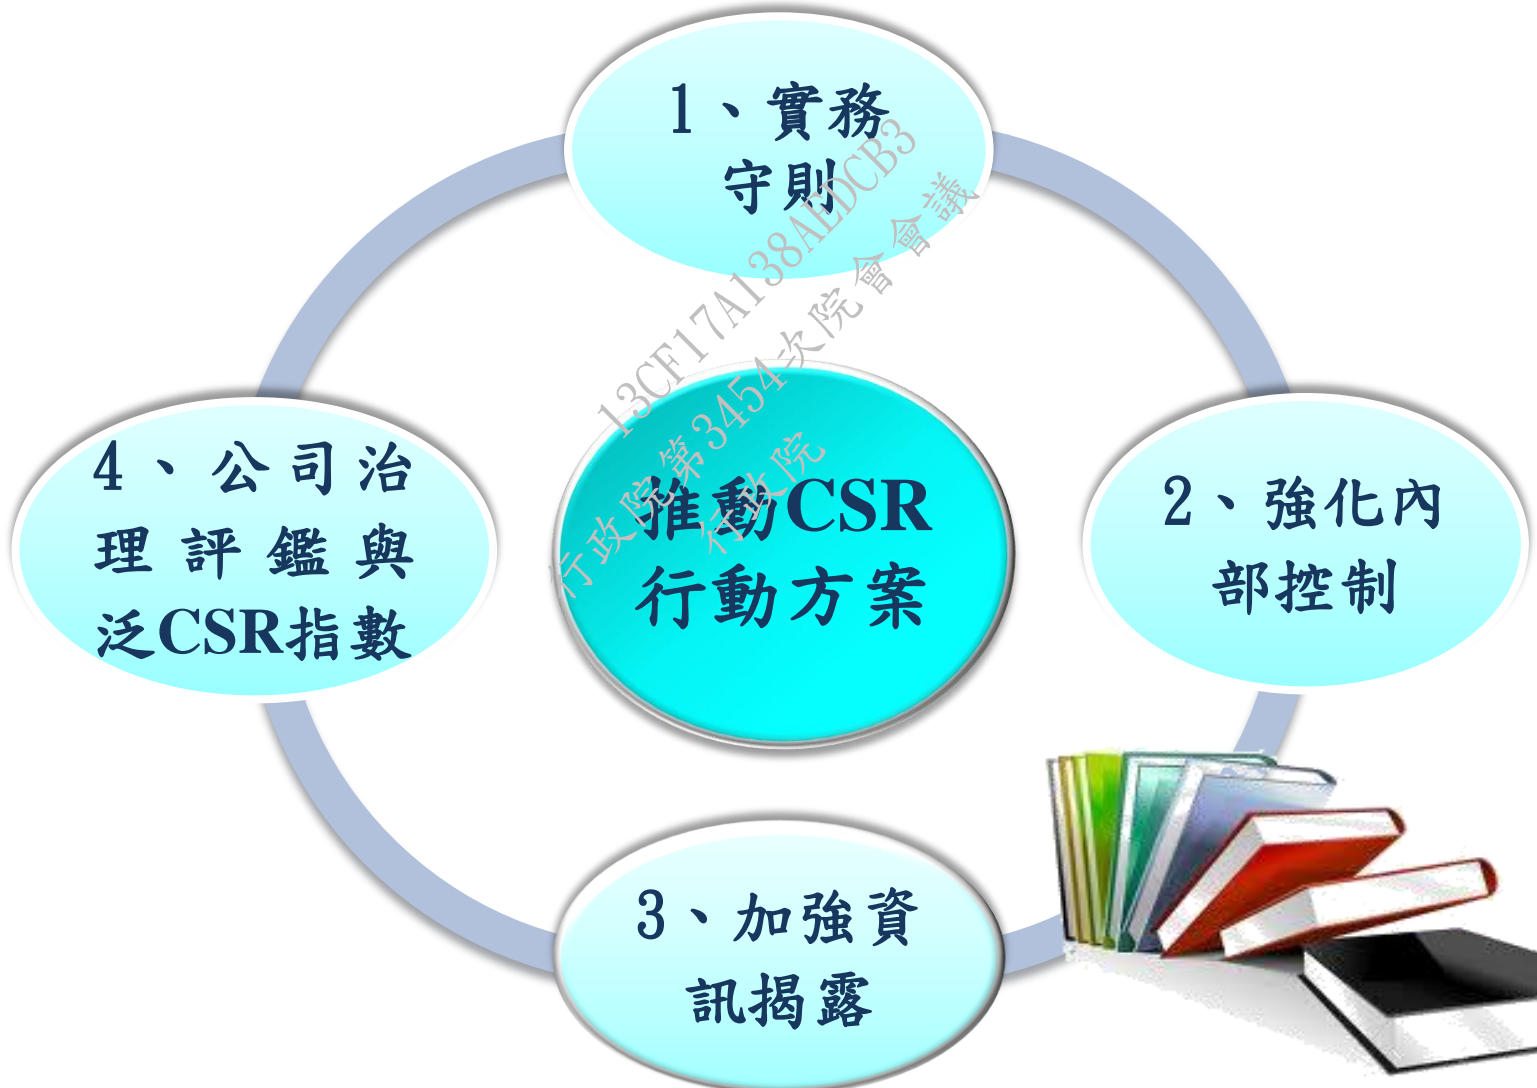 1、實務
守則
13CF17A138AEDCB3
行政院第3454次院會會議
行政院
推動CSR
行動方案
2、強化內
部控制
3、加強資
訊揭露
4、公司治
理評鑑與
泛CSR指數